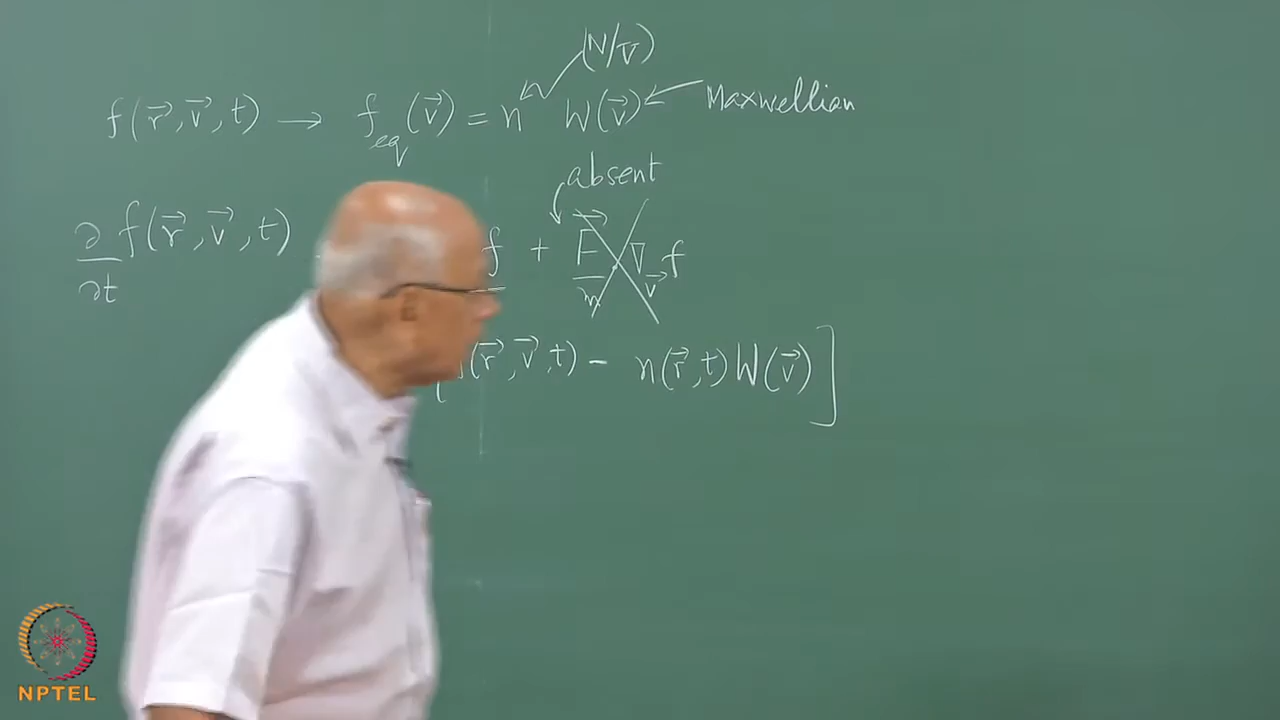 (N/V)
f(r⃗,v⃗,t) → f_eq(v⃗) = n W(v⃗) ← Maxwellian
absent
∂/∂t f(r⃗,v⃗,t) f + F⃗/m · ∇_v⃗ f
(r⃗,v⃗,t) − n(r⃗,t) W(v⃗)]
NPTEL